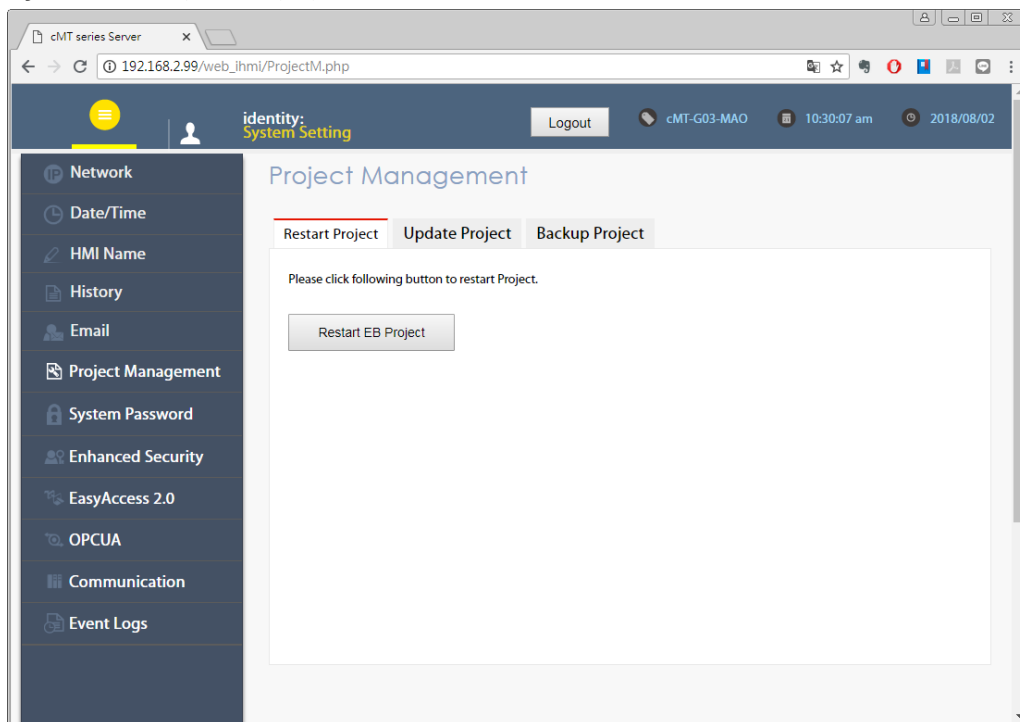 cMT series Server
192.168.2.99/web_ihmi/ProjectM.php
identity:
System Setting
Logout
cMT-G03-MAO
10:30:07 am
2018/08/02
Network
Date/Time
HMI Name
History
Email
Project Management
System Password
Enhanced Security
EasyAccess 2.0
OPCUA
Communication
Event Logs
Project Management
Restart Project Update Project Backup Project
Please click following button to restart Project.
Restart EB Project